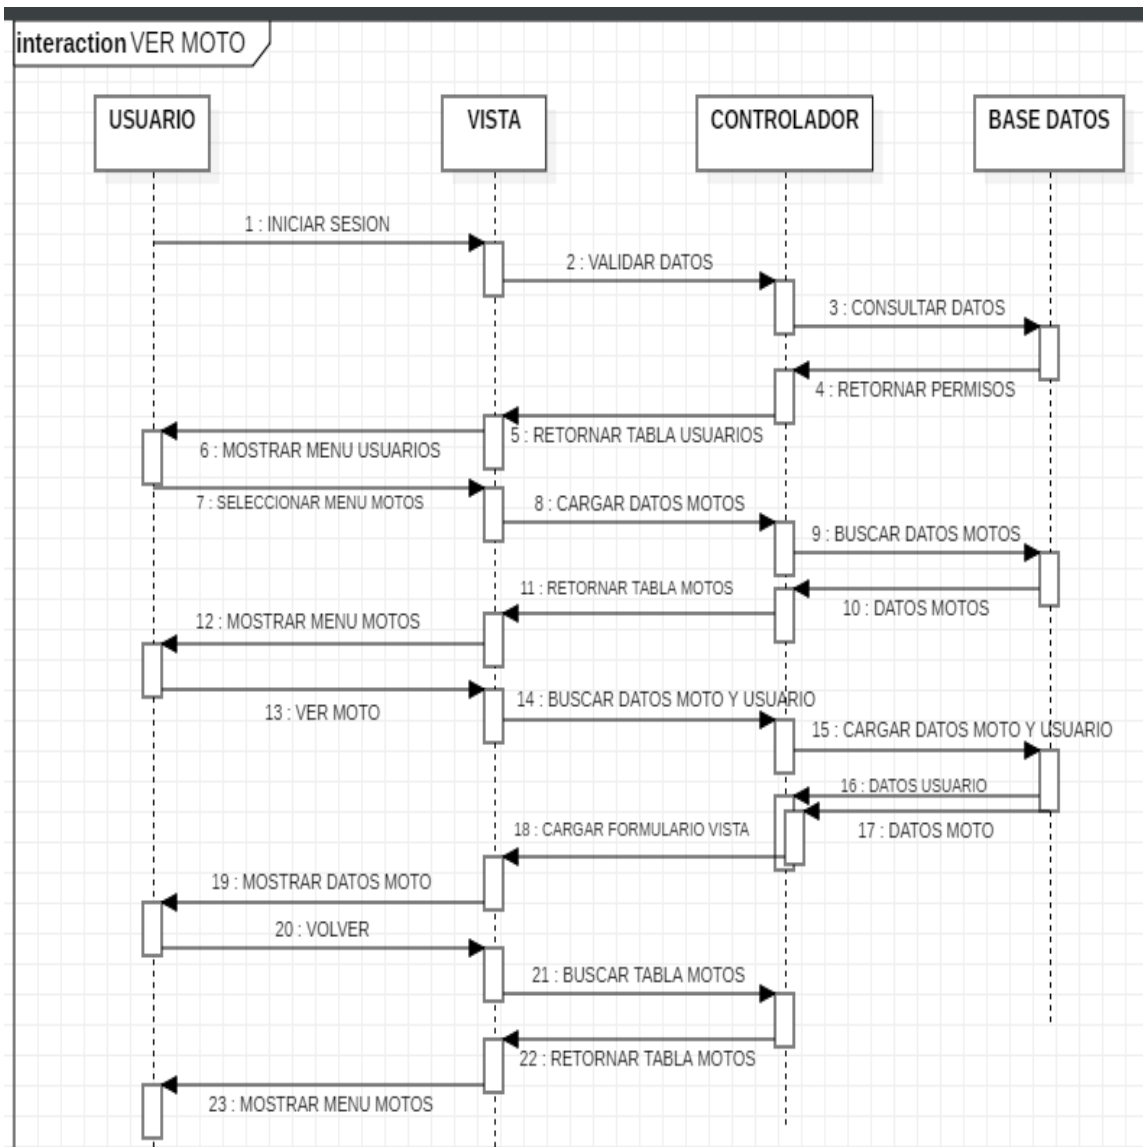 interaction VER MOTO
USUARIO
VISTA
CONTROLADOR
BASE DATOS
1 : INICIAR SESION
2 : VALIDAR DATOS
3 : CONSULTAR DATOS
4 : RETORNAR PERMISOS
5 : RETORNAR TABLA USUARIOS
6 : MOSTRAR MENU USUARIOS
7 : SELECCIONAR MENU MOTOS
8 : CARGAR DATOS MOTOS
9 : BUSCAR DATOS MOTOS
10 : DATOS MOTOS
11 : RETORNAR TABLA MOTOS
12 : MOSTRAR MENU MOTOS
13 : VER MOTO
14 : BUSCAR DATOS MOTO Y USUARIO
15 : CARGAR DATOS MOTO Y USUARIO
16 : DATOS USUARIO
17 : DATOS MOTO
18 : CARGAR FORMULARIO VISTA
19 : MOSTRAR DATOS MOTO
20 : VOLVER
21 : BUSCAR TABLA MOTOS
22 : RETORNAR TABLA MOTOS
23 : MOSTRAR MENU MOTOS